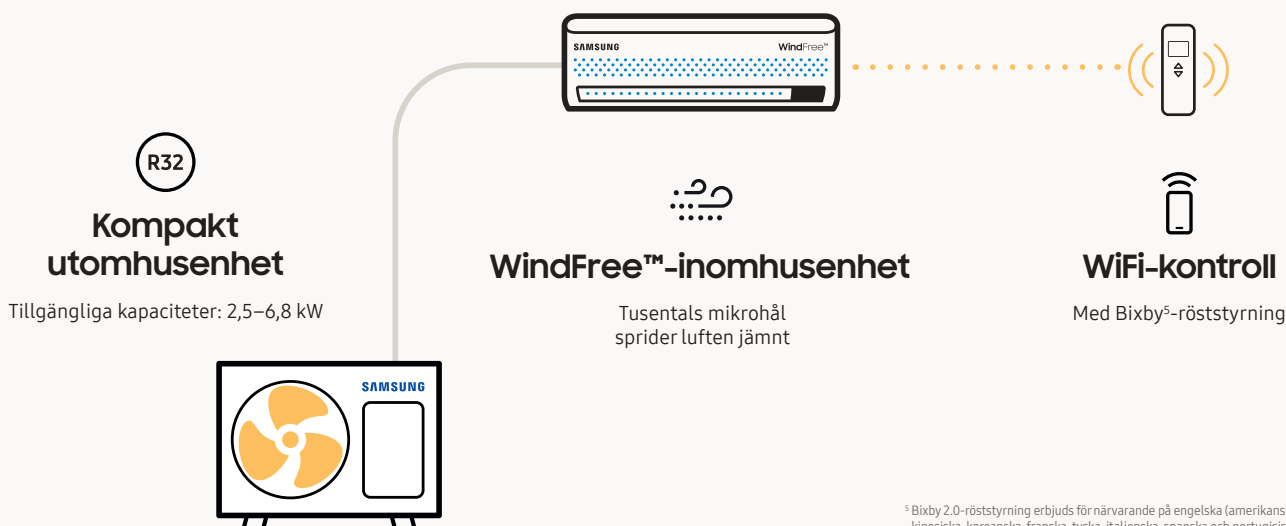 SAMSUNG
WindFree™
R32
Kompakt
utomhusenhet
Tillgängliga kapaciteter: 2,5–6,8 kW
WindFree™-inomhusenhet
Tusentals mikrohål
sprider luften jämnt
WiFi-kontroll
Med Bixby⁵-röststyrning
SAMSUNG
⁵ Bixby 2.0-röststyrning erbjuds för närvarande på engelska (amerikans